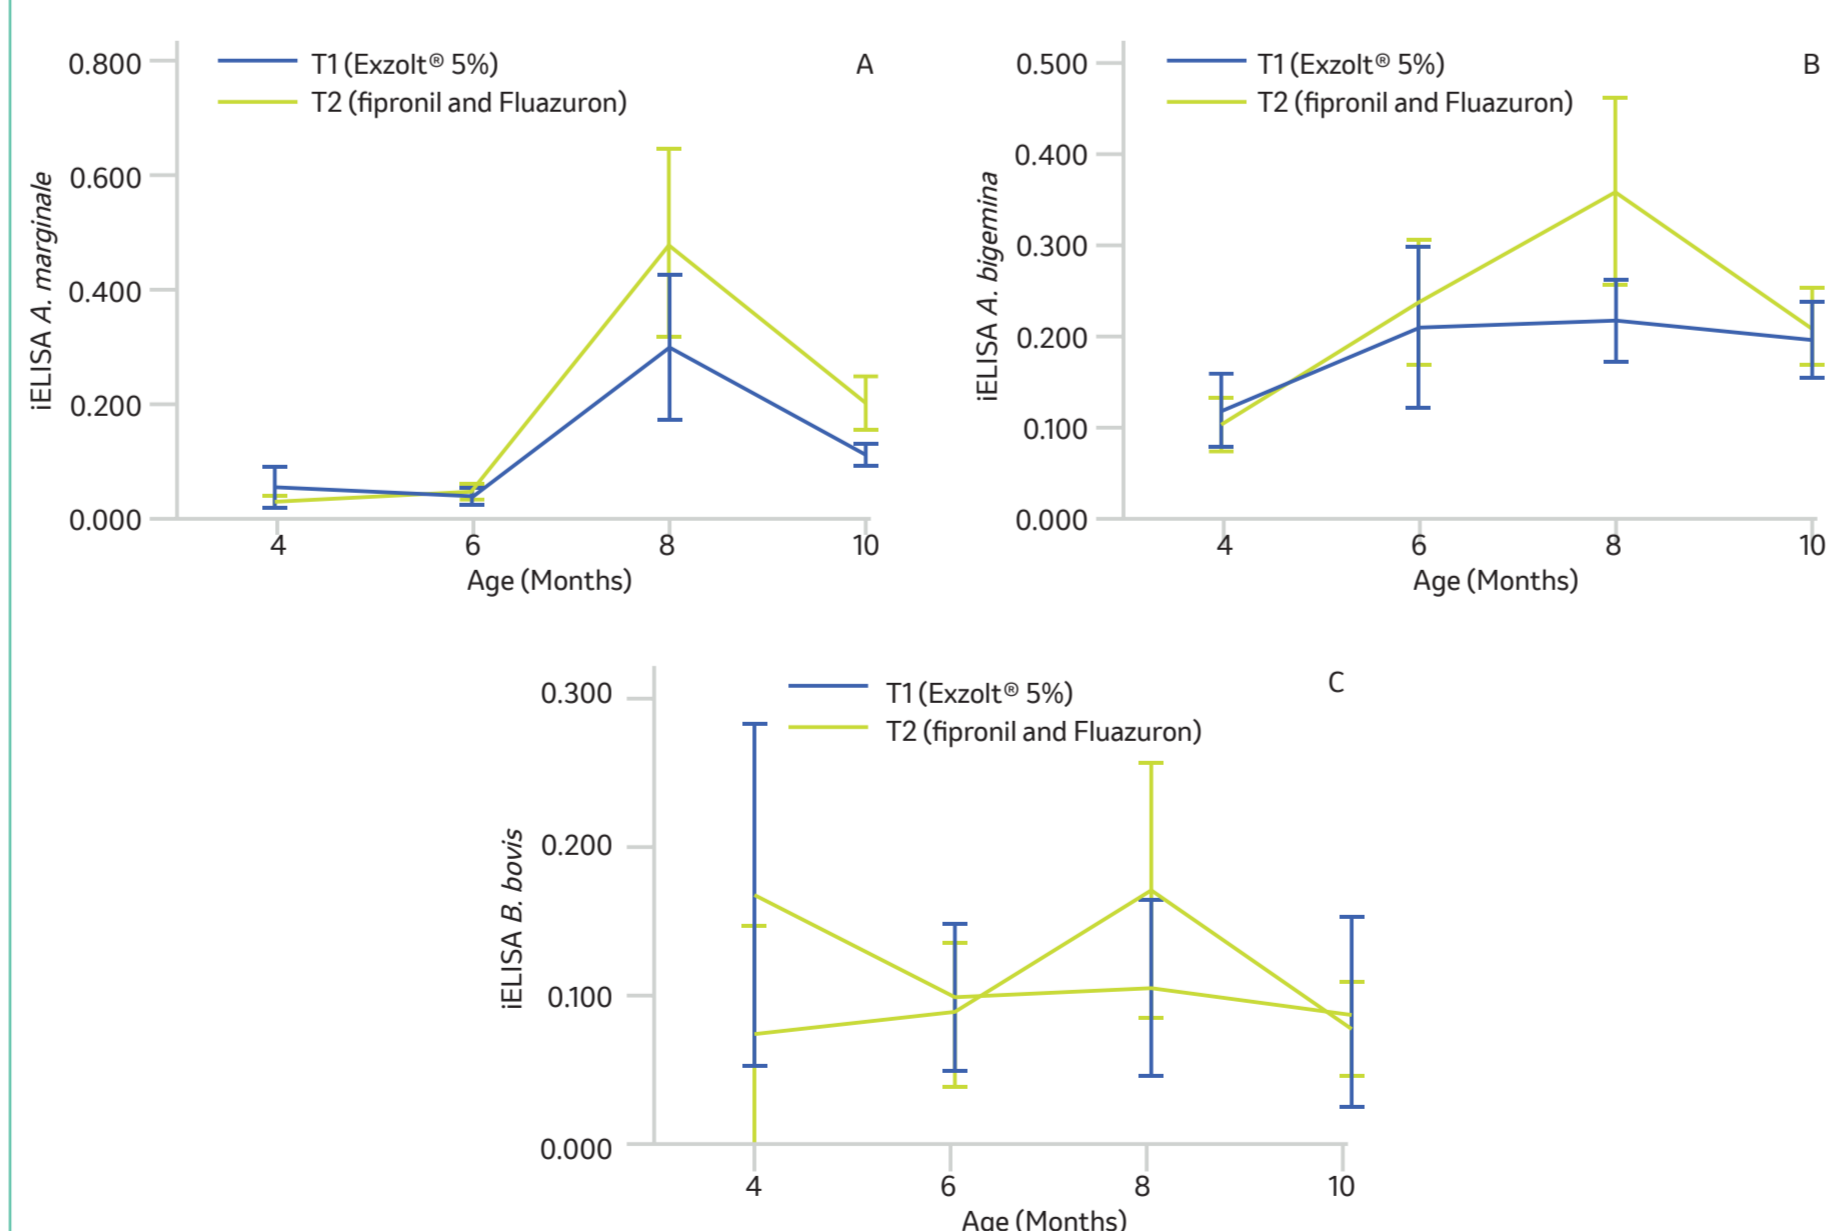 T1 (Exzolt® 5%)
T2 (fipronil and Fluazuron)
A
0.800
0.600
0.400
0.200
0.000
iELISA A. marginale
4 6 8 10
Age (Months)
T1 (Exzolt® 5%)
T2 (fipronil and Fluazuron)
B
0.500
0.400
0.300
0.200
0.100
0.000
iELISA A. bigemina
4 6 8 10
Age (Months)
T1 (Exzolt® 5%)
T2 (fipronil and Fluazuron)
C
0.300
0.200
0.100
0.000
iELISA B. bovis
4 6 8 10
Age (Months)